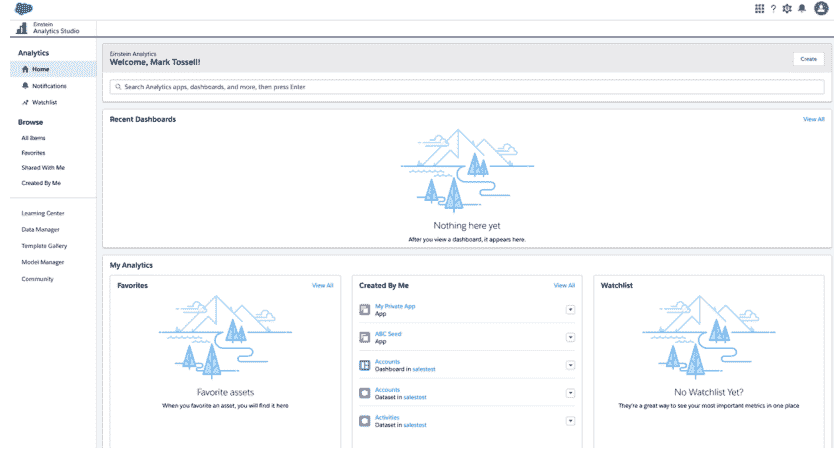 Einstein
Analytics Studio
Analytics
Home
Notifications
Watchlist
Browse
All Items
Favorites
Shared With Me
Created By Me
Learning Center
Data Manager
Template Gallery
Model Manager
Community
Einstein Analytics
Welcome, Mark Tossell!
Create
Search Analytics apps, dashboards, and more, then press Enter
Recent Dashboards
View All
Nothing here yet
After you view a dashboard, it appears here.
My Analytics
Favorites
View All
Favorite assets
When you favorite an asset, you will find it here
Created By Me
View All
My Private App
App
ABC Seed
App
Accounts
Dashboard in salestest
Accounts
Dataset in salestest
Activities
Dataset in salestest
Watchlist
No Watchlist Yet?
They're a great way to see your most important metrics in one place